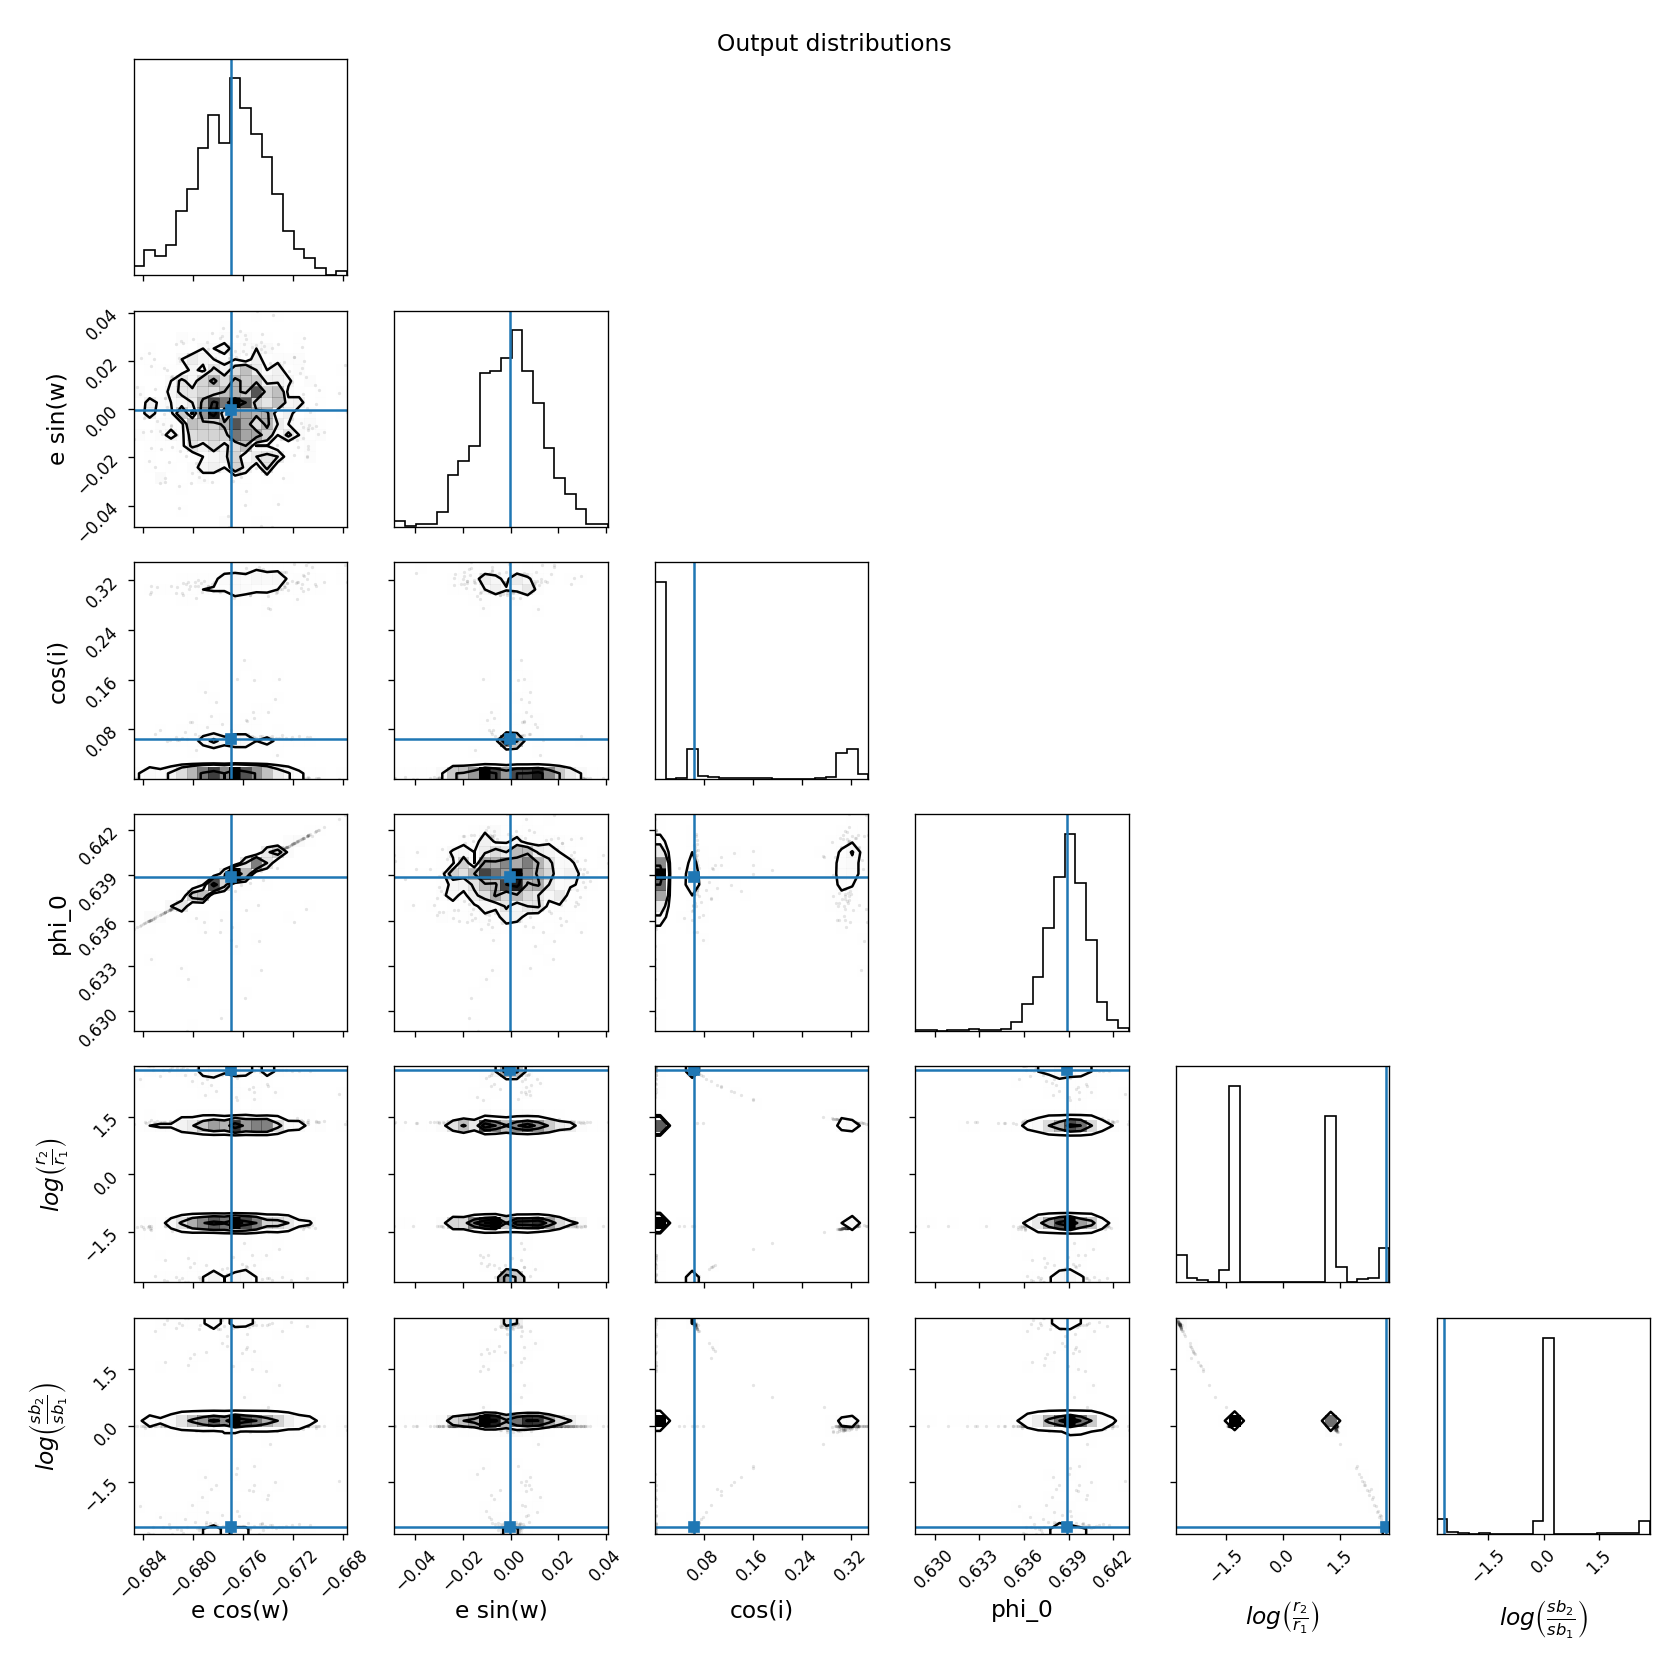 Output distributions
0.04
0.02
0.00
−0.02
−0.04
e sin(w)
0.32
0.24
0.16
0.08
cos(i)
0.642
0.639
0.636
0.633
0.630
phi_0
1.5
0.0
−1.5
log(r₂/r₁)
1.5
0.0
−1.5
log(sb₂/sb₁)
−0.684 −0.680 −0.676 −0.672 −0.668 −0.04 −0.02 0.00 0.02 0.04 0.08 0.16 0.24 0.32 0.630 0.633 0.636 0.639 0.642 −1.5 0.0 1.5 −1.5 0.0 1.5
e cos(w) e sin(w) cos(i) phi_0 log(r₂/r₁) log(sb₂/sb₁)